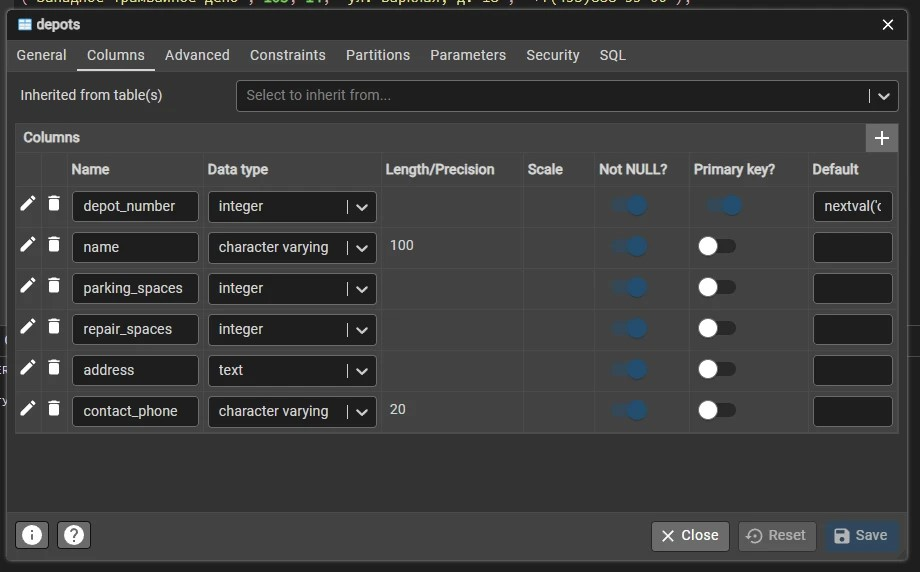 depots
General Columns Advanced Constraints Partitions Parameters Security SQL
Inherited from table(s) Select to inherit from...
Columns
Name Data type Length/Precision Scale Not NULL? Primary key? Default
depot_number integer nextval('c
name character varying 100
parking_spaces integer
repair_spaces integer
address text
contact_phone character varying 20
Close Reset Save